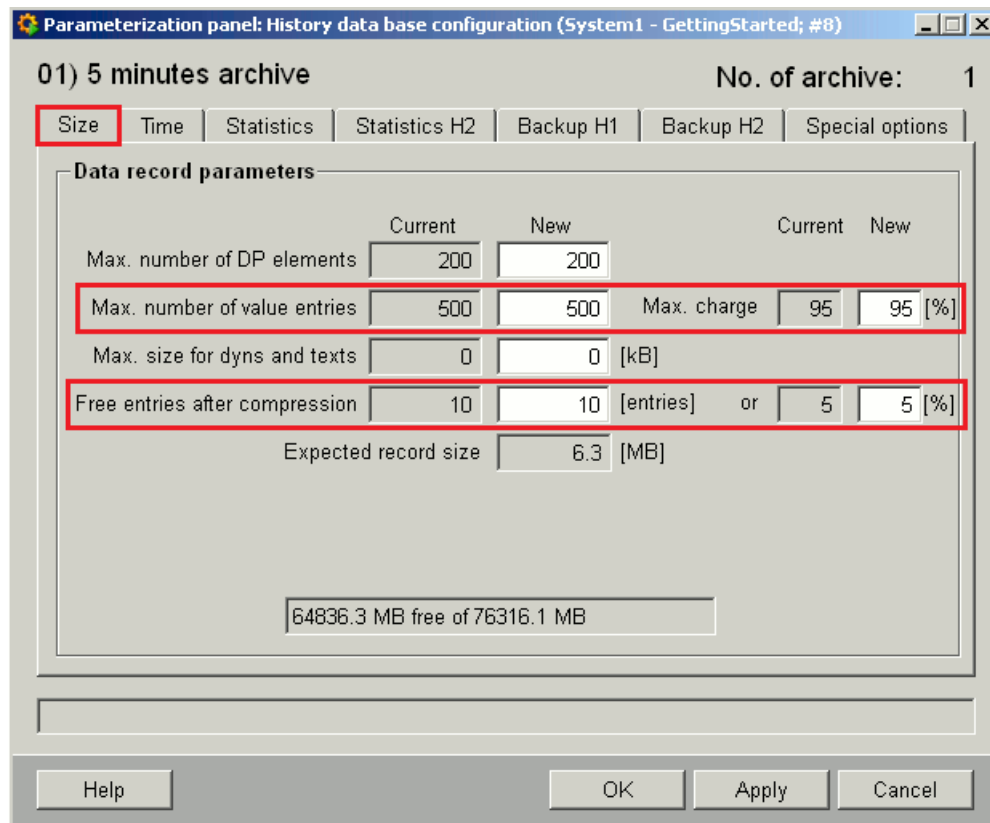 Parameterization panel: History data base configuration (System1 - GettingStarted; #8)
01) 5 minutes archive No. of archive: 1
Size Time Statistics Statistics H2 Backup H1 Backup H2 Special options
Data record parameters
Current New Current New
Max. number of DP elements 200 200
Max. number of value entries 500 500 Max. charge 95 95 [%]
Max. size for dyns and texts 0 0 [kB]
Free entries after compression 10 10 [entries] or 5 5 [%]
Expected record size 6.3 [MB]
64836.3 MB free of 76316.1 MB
Help OK Apply Cancel